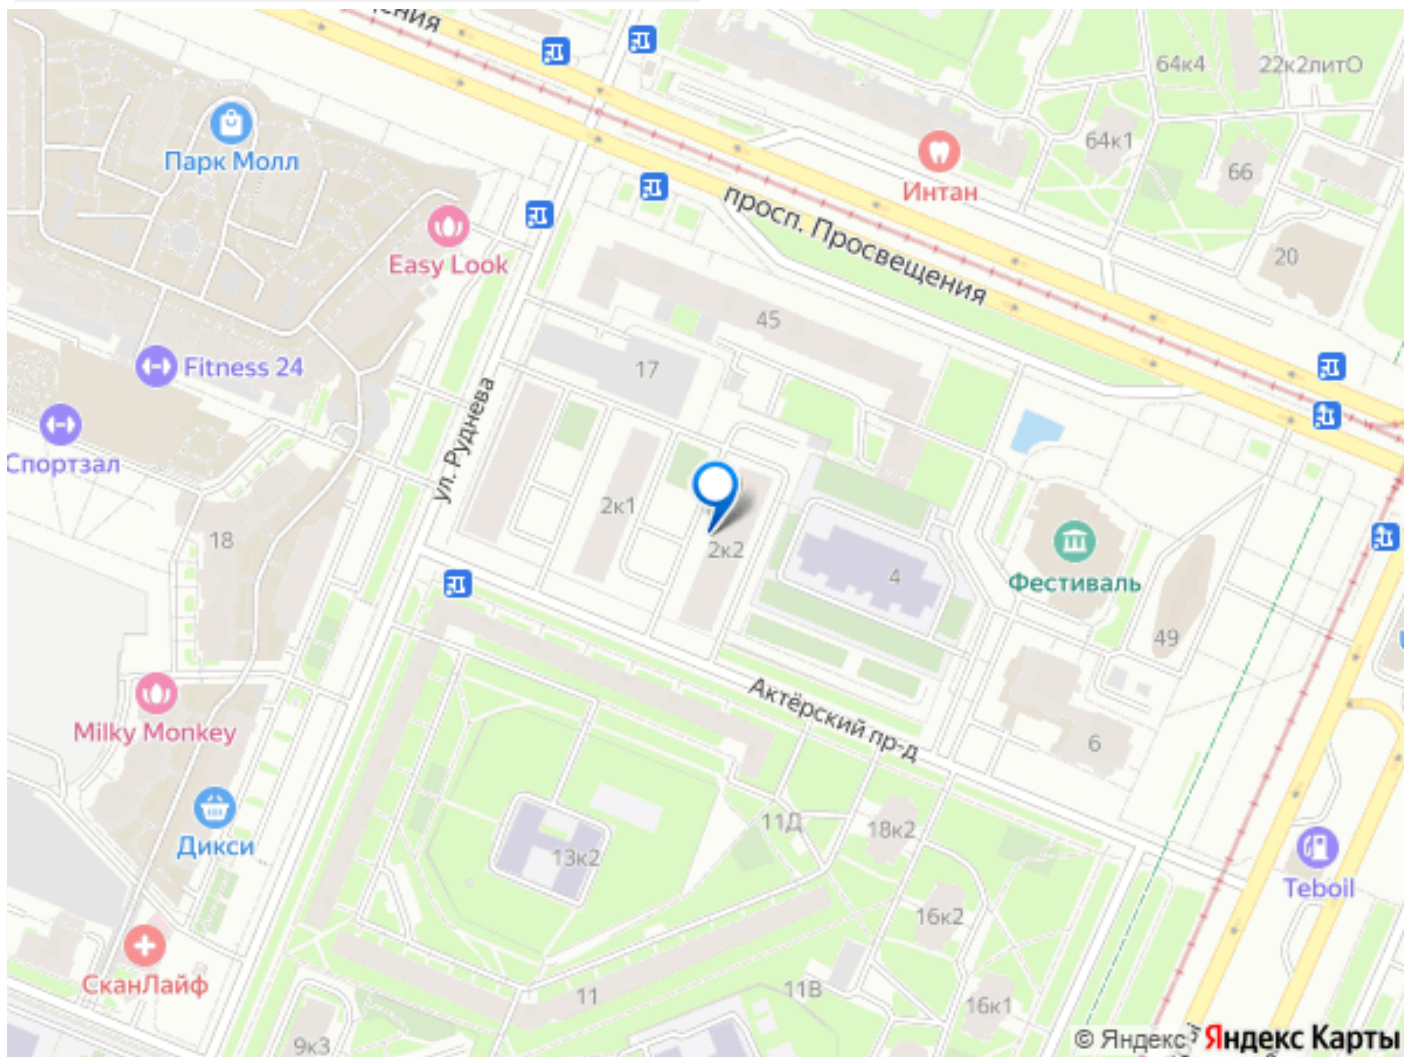 чения
64к4
22к2литО
Парк Молл
64к1
Интан
66
просп. Просвещения
Easy Look
20
45
Fitness 24
17
ул. Руднева
Спортзал
2к1
18
2к2
4
Фестиваль
49
Актёрский пр-д
Milky Monkey
6
11Д
18к2
Дикси
13к2
Teboil
16к2
СканЛайф
11
11В
16к1
9к3
© Яндекс Яндекс Карты